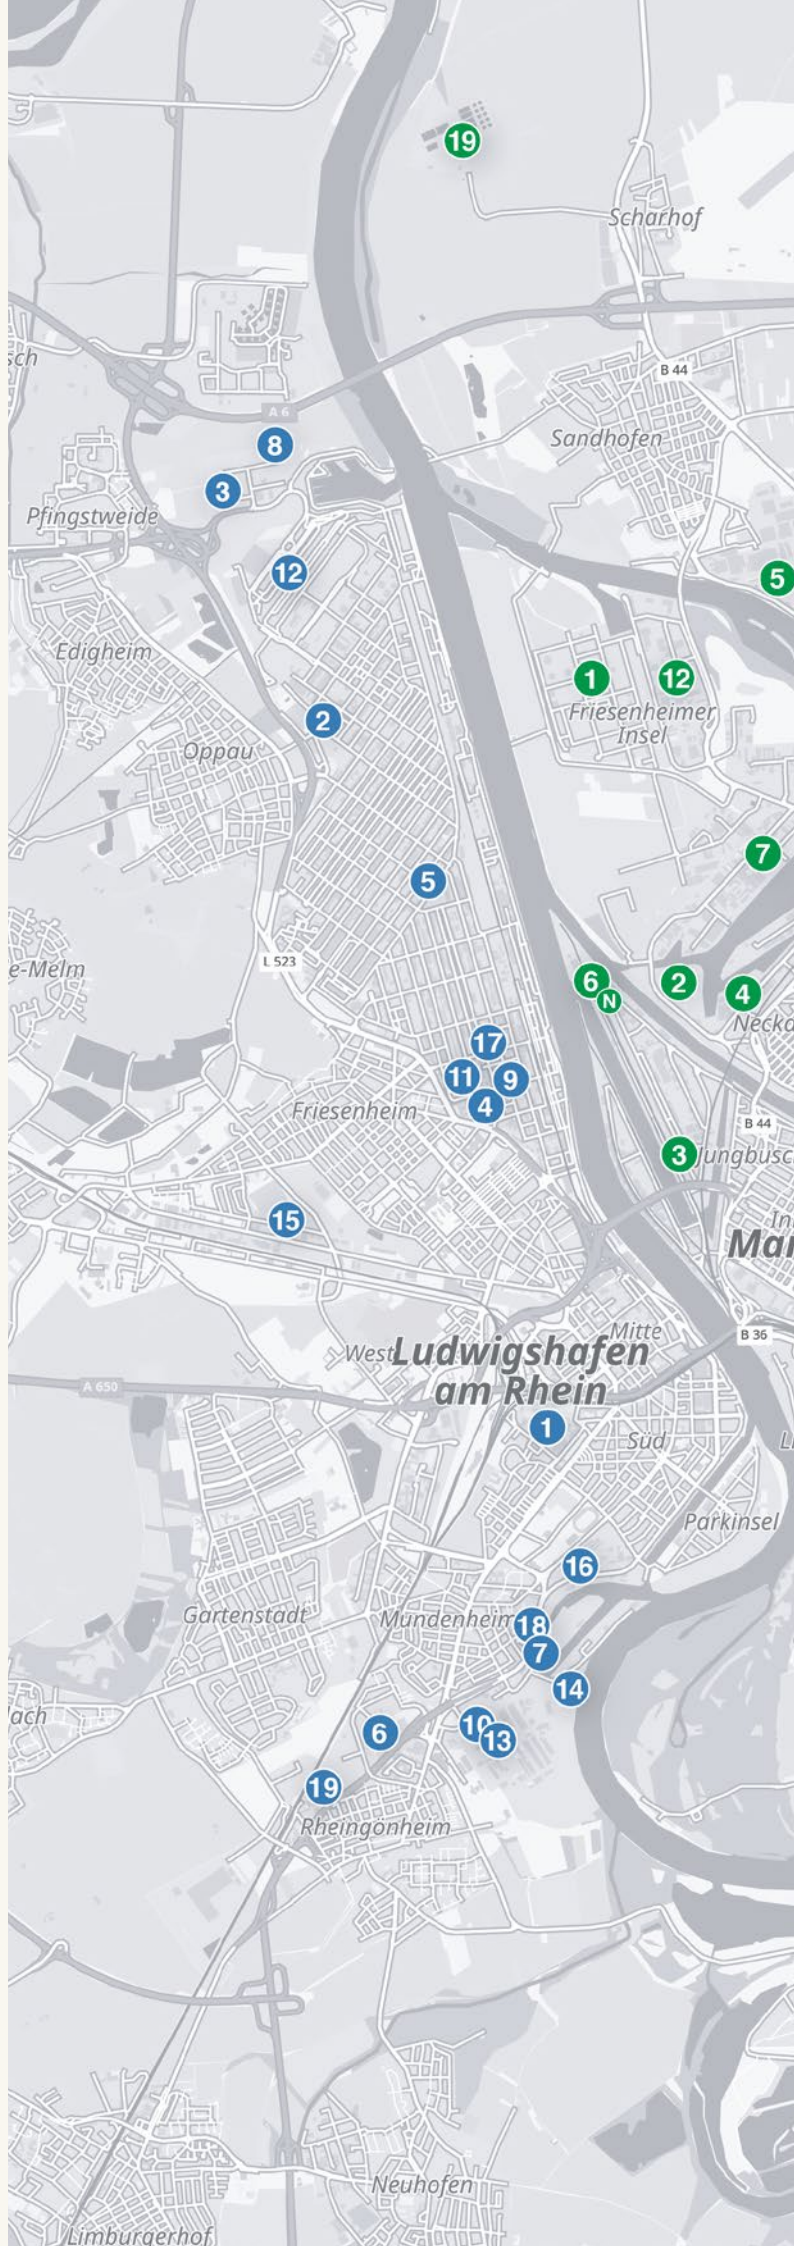 19
Scharhof
sch
B 44
A 6
Sandhofen
8
3
Pfingstweide
12
5
Edigheim
1
12
Friesenheimer
Insel
2
Oppau
7
5
L 523
e-Melm
6
N
2
4
Necka
17
11
9
4
Friesenheim
B 44
3
Jungbusc
15
In
Man
Mitte
B 36
West
Ludwigshafen
am Rhein
A 650
1
Süd
L
Parkinsel
16
Gartenstadt
Mundenheim
18
7
14
lach
10
13
6
19
Rheingönheim
Neuhofen
Limburgerhof